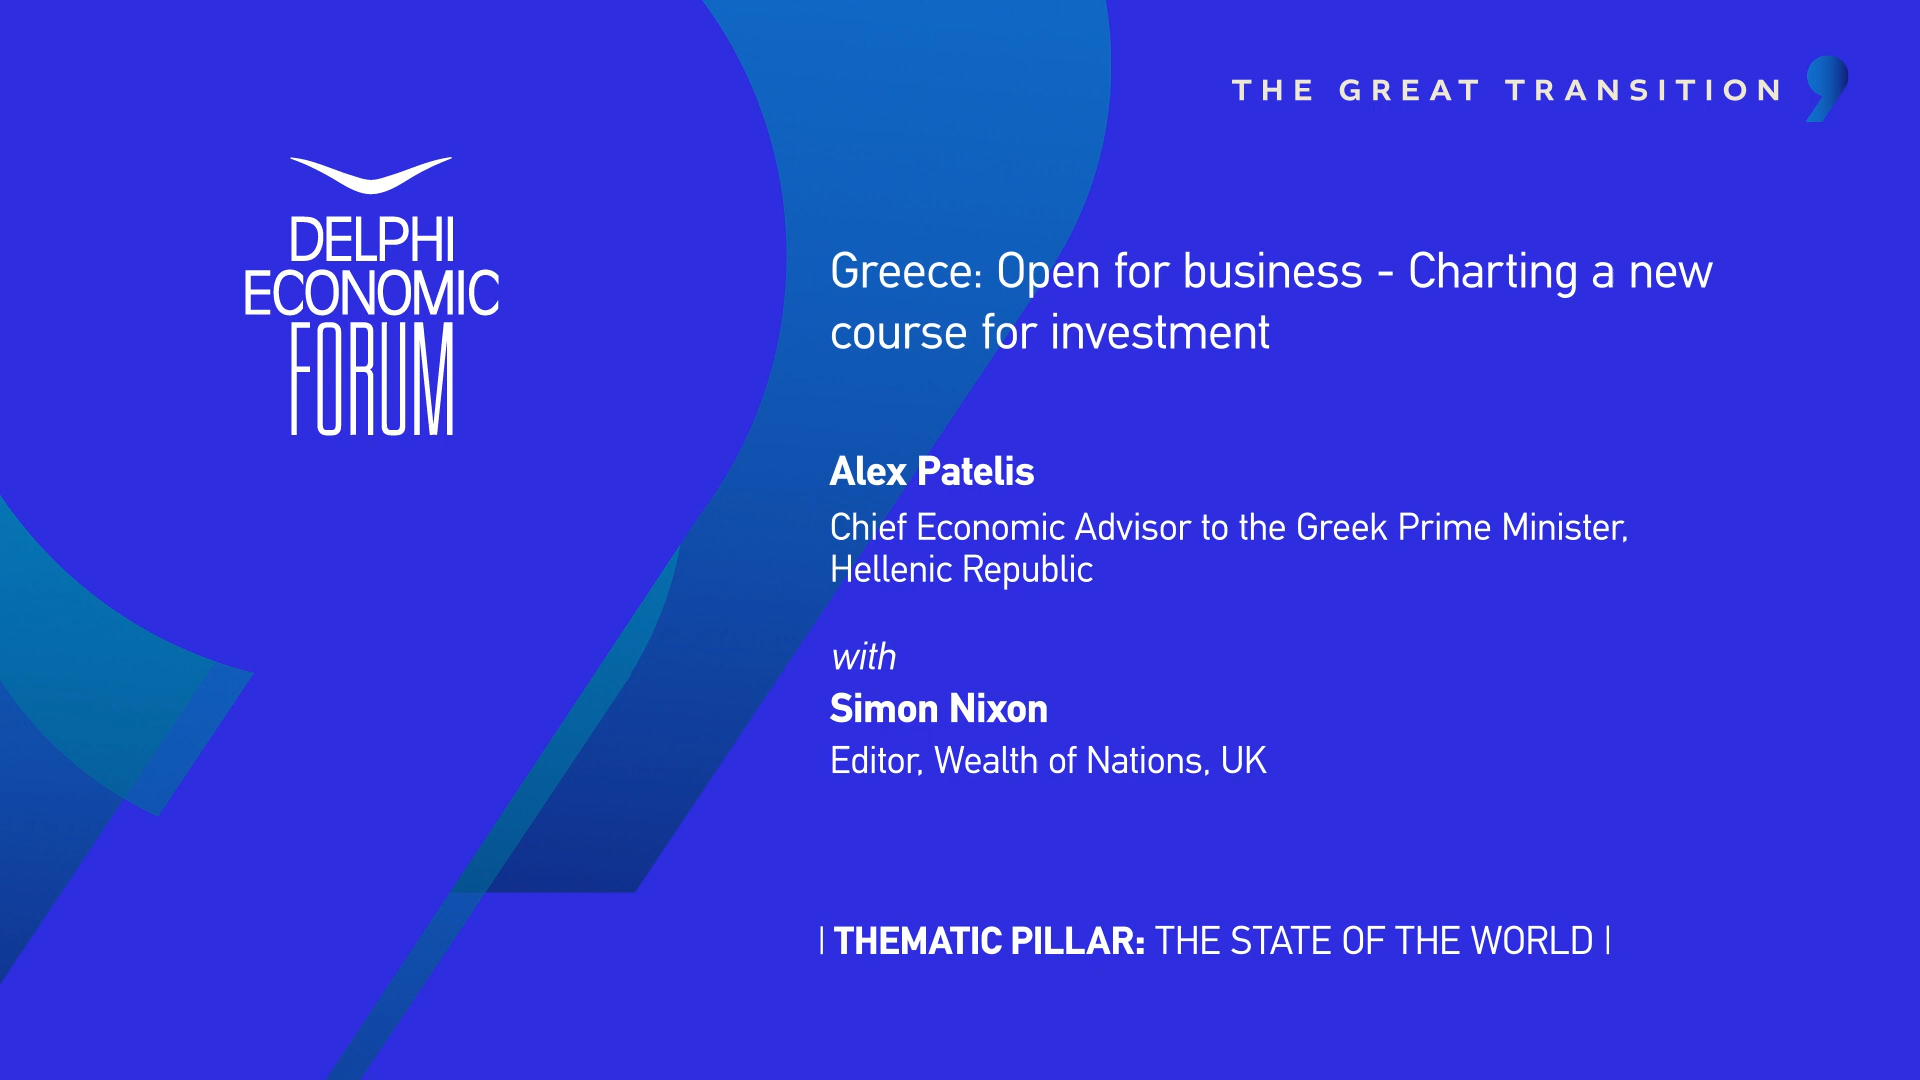 THE GREAT TRANSITION
DELPHI
ECONOMIC
FORUM
Greece: Open for business - Charting a new
course for investment
Alex Patelis
Chief Economic Advisor to the Greek Prime Minister,
Hellenic Republic
with
Simon Nixon
Editor, Wealth of Nations, UK
| THEMATIC PILLAR: THE STATE OF THE WORLD |